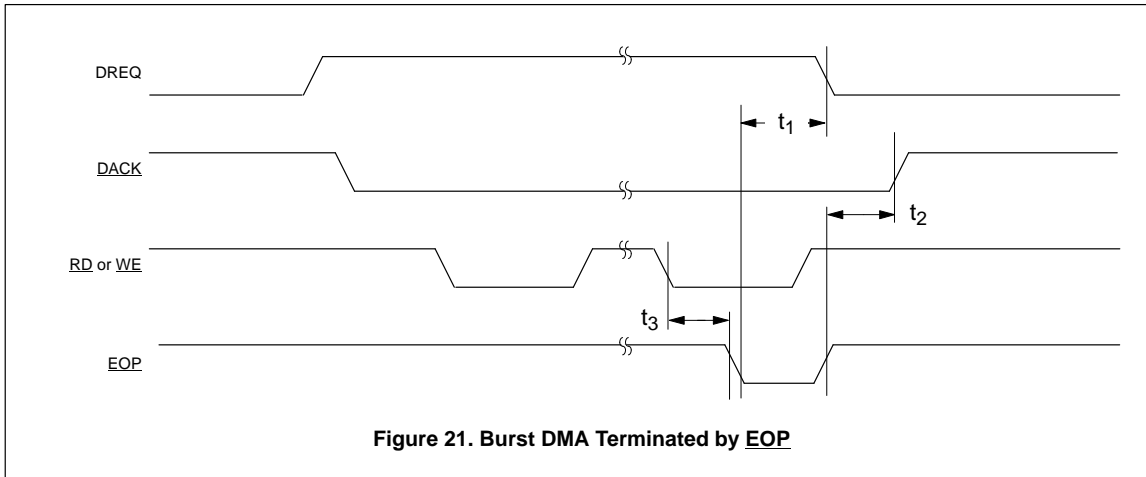 DREQ
t1
DACK
t2
RD or WE
t3
EOP
Figure 21. Burst DMA Terminated by EOP